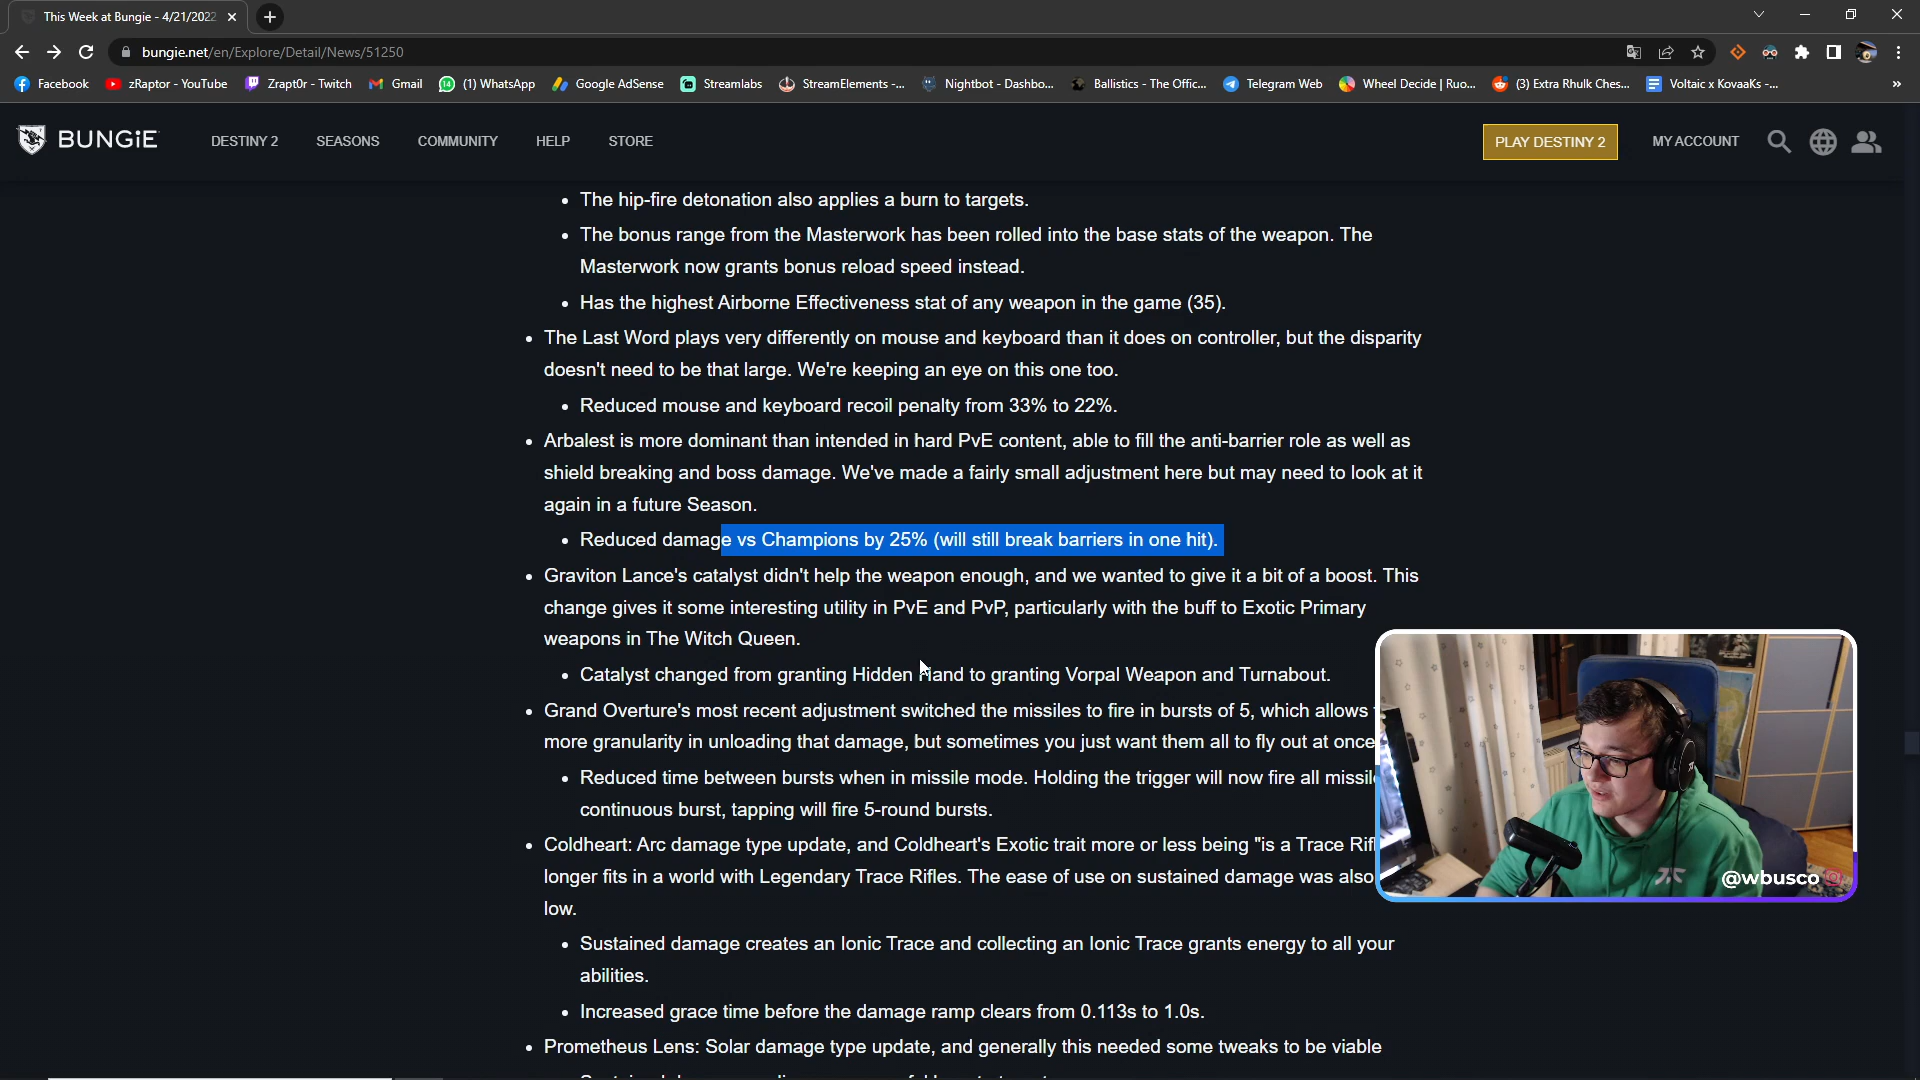 This Week at Bungie - 4/21/2022
bungie.net/en/Explore/Detail/News/51250
Facebook zRaptor - YouTube Zrapt0r - Twitch Gmail (1) WhatsApp Google AdSense Streamlabs StreamElements -... Nightbot - Dashbo... Ballistics - The Offic... Telegram Web Wheel Decide | Ruo... (3) Extra Rhulk Ches... Voltaic x KovaaKs -... »
BUNGiE DESTINY 2 SEASONS COMMUNITY HELP STORE PLAY DESTINY 2 MY ACCOUNT
• The hip-fire detonation also applies a burn to targets.
• The bonus range from the Masterwork has been rolled into the base stats of the weapon. The
Masterwork now grants bonus reload speed instead.
• Has the highest Airborne Effectiveness stat of any weapon in the game (35).
• The Last Word plays very differently on mouse and keyboard than it does on controller, but the disparity
doesn't need to be that large. We're keeping an eye on this one too.
• Reduced mouse and keyboard recoil penalty from 33% to 22%.
• Arbalest is more dominant than intended in hard PvE content, able to fill the anti-barrier role as well as
shield breaking and boss damage. We've made a fairly small adjustment here but may need to look at it
again in a future Season.
• Reduced damage vs Champions by 25% (will still break barriers in one hit).
• Graviton Lance's catalyst didn't help the weapon enough, and we wanted to give it a bit of a boost. This
change gives it some interesting utility in PvE and PvP, particularly with the buff to Exotic Primary
weapons in The Witch Queen.
• Catalyst changed from granting Hidden Hand to granting Vorpal Weapon and Turnabout.
• Grand Overture's most recent adjustment switched the missiles to fire in bursts of 5, which allows
more granularity in unloading that damage, but sometimes you just want them all to fly out at once
• Reduced time between bursts when in missile mode. Holding the trigger will now fire all
continuous burst, tapping will fire 5-round bursts.
• Coldheart: Arc damage type update, and Coldheart's Exotic trait more or less being "is a Trace
longer fits in a world with Legendary Trace Rifles. The ease of use on sustained damage was also
low.
• Sustained damage creates an Ionic Trace and collecting an Ionic Trace grants energy to all your
abilities.
• Increased grace time before the damage ramp clears from 0.113s to 1.0s.
• Prometheus Lens: Solar damage type update, and generally this needed some tweaks to be viable
@wbusco